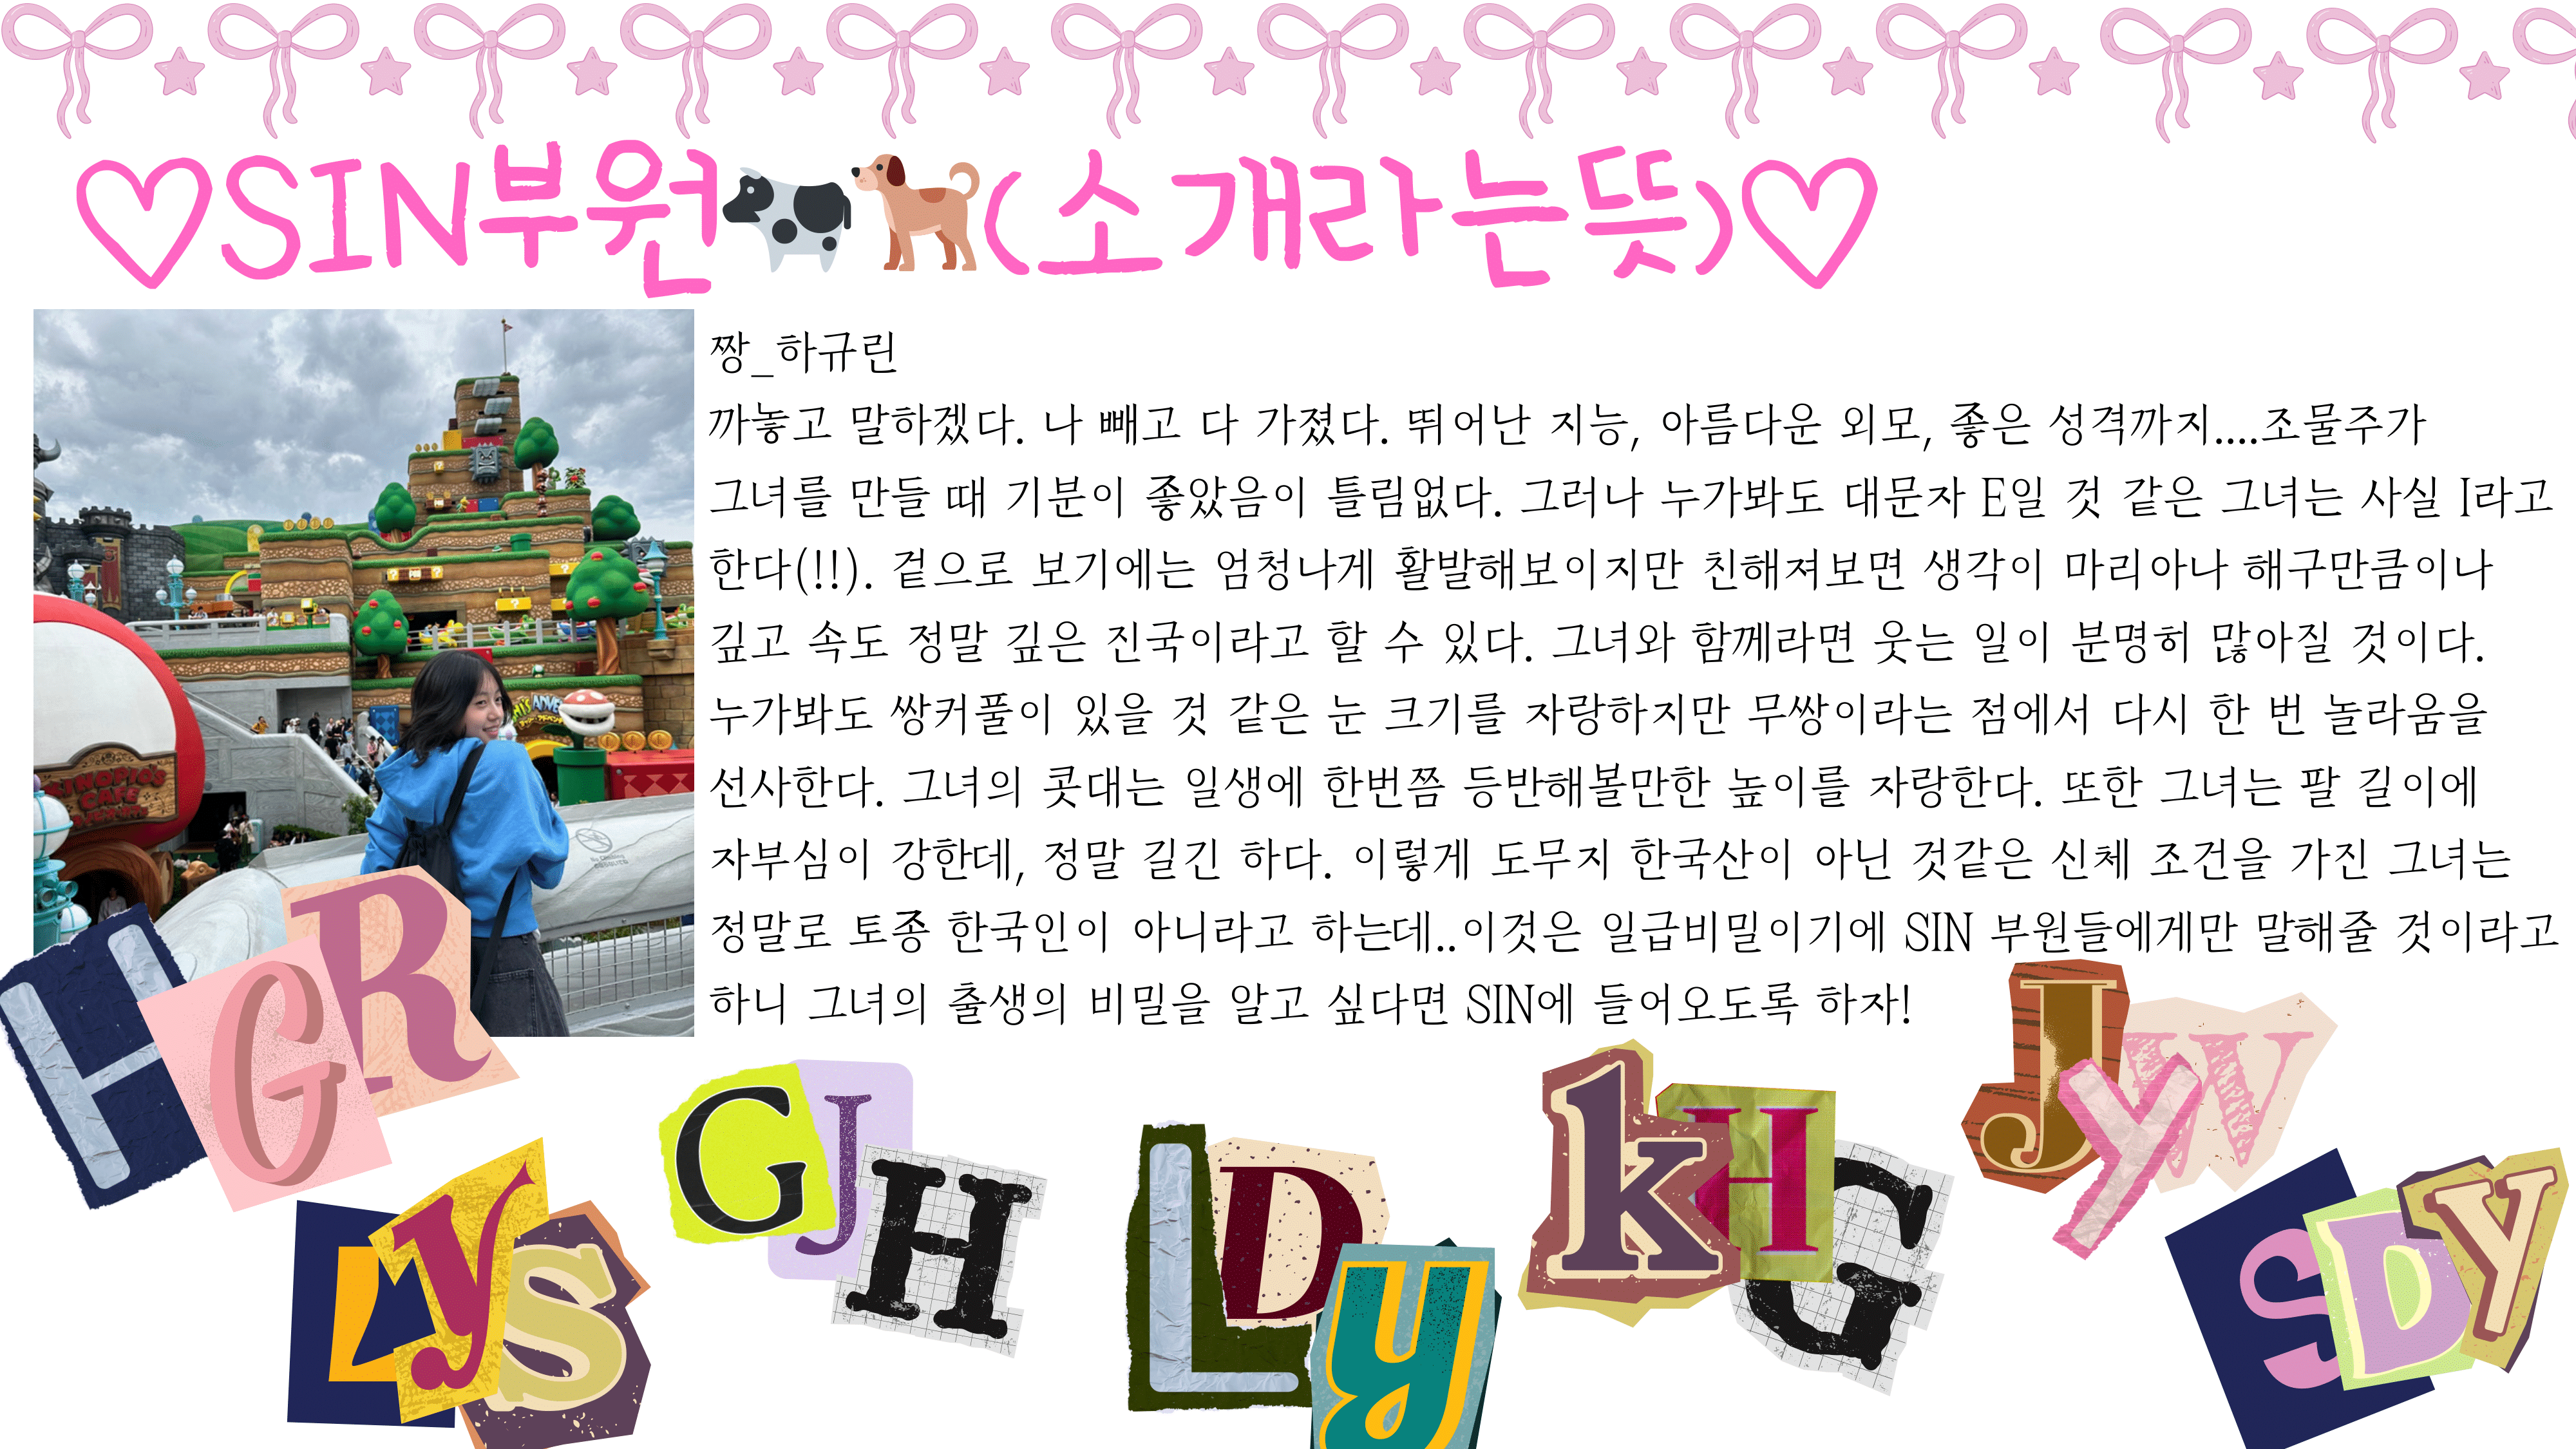 ♡SIN부원🐄🐕(소개라는뜻)♡
짱_하규린
까놓고 말하겠다. 나 빼고 다 가졌다. 뛰어난 지능, 아름다운 외모, 좋은 성격까지....조물주가
그녀를 만들 때 기분이 좋았음이 틀림없다. 그러나 누가봐도 대문자 E일 것 같은 그녀는 사실 I라고
한다(!!). 겉으로 보기에는 엄청나게 활발해보이지만 친해져보면 생각이 마리아나 해구만큼이나
깊고 속도 정말 깊은 진국이라고 할 수 있다. 그녀와 함께라면 웃는 일이 분명히 많아질 것이다.
누가봐도 쌍커풀이 있을 것 같은 눈 크기를 자랑하지만 무쌍이라는 점에서 다시 한 번 놀라움을
선사한다. 그녀의 콧대는 일생에 한번쯤 등반해볼만한 높이를 자랑한다. 또한 그녀는 팔 길이에
자부심이 강한데, 정말 길긴 하다. 이렇게 도무지 한국산이 아닌 것같은 신체 조건을 가진 그녀는
정말로 토종 한국인이 아니라고 하는데..이것은 일급비밀이기에 SIN 부원들에게만 말해줄 것이라고
하니 그녀의 출생의 비밀을 알고 싶다면 SIN에 들어오도록 하자!
CAFE
No Climbing
HGR
LyS
GJH
LDy
kHG
JyW
SDY